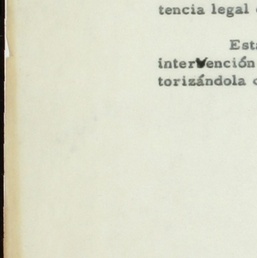 tencia legal
Est
intervención
torizándola